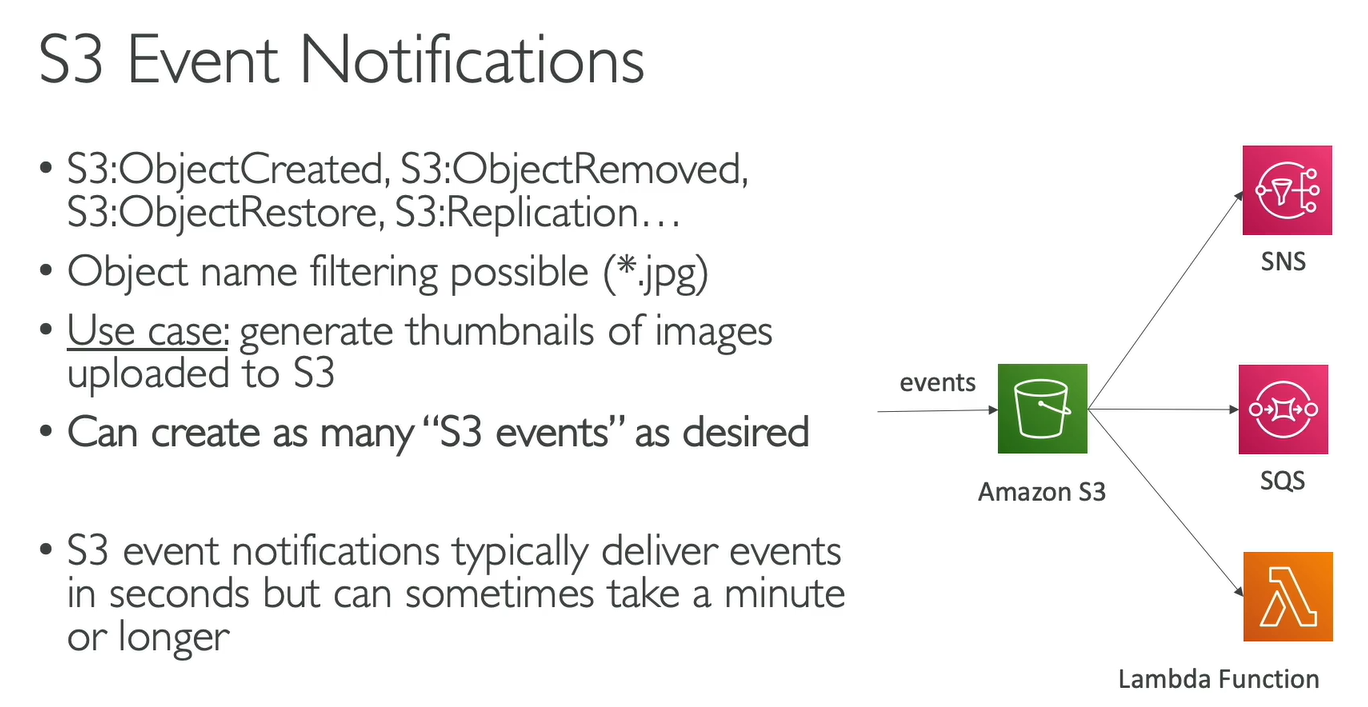 S3 Event Notifications
• S3:ObjectCreated, S3:ObjectRemoved,
S3:ObjectRestore, S3:Replication…
• Object name filtering possible (*.jpg)
• Use case: generate thumbnails of images
uploaded to S3
• Can create as many “S3 events” as desired
• S3 event notifications typically deliver events
in seconds but can sometimes take a minute
or longer
events
Amazon S3
SNS
SQS
Lambda Function